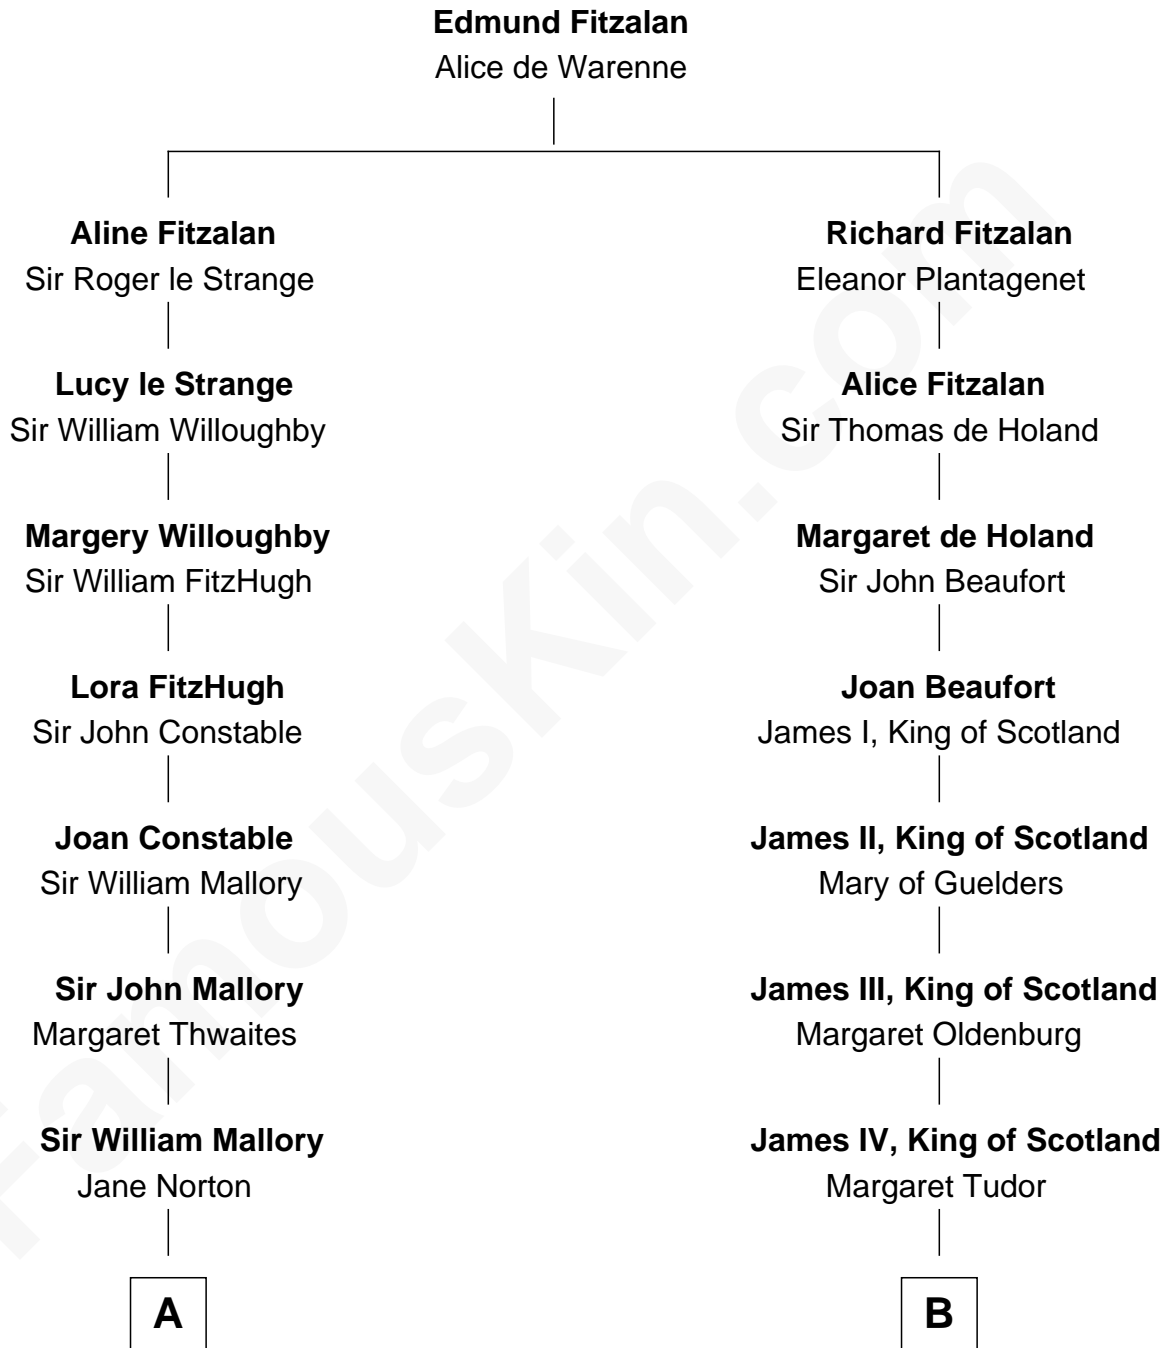 Edmund Fitzalan
Alice de Warenne
Aline Fitzalan
Sir Roger le Strange
Richard Fitzalan
Eleanor Plantagenet
Lucy le Strange
Sir William Willoughby
Alice Fitzalan
Sir Thomas de Holand
Margery Willoughby
Sir William FitzHugh
Margaret de Holand
Sir John Beaufort
Lora FitzHugh
Sir John Constable
Joan Beaufort
James I, King of Scotland
Joan Constable
Sir William Mallory
James II, King of Scotland
Mary of Guelders
Sir John Mallory
Margaret Thwaites
James III, King of Scotland
Margaret Oldenburg
Sir William Mallory
Jane Norton
James IV, King of Scotland
Margaret Tudor
A
B
FamousKin.com